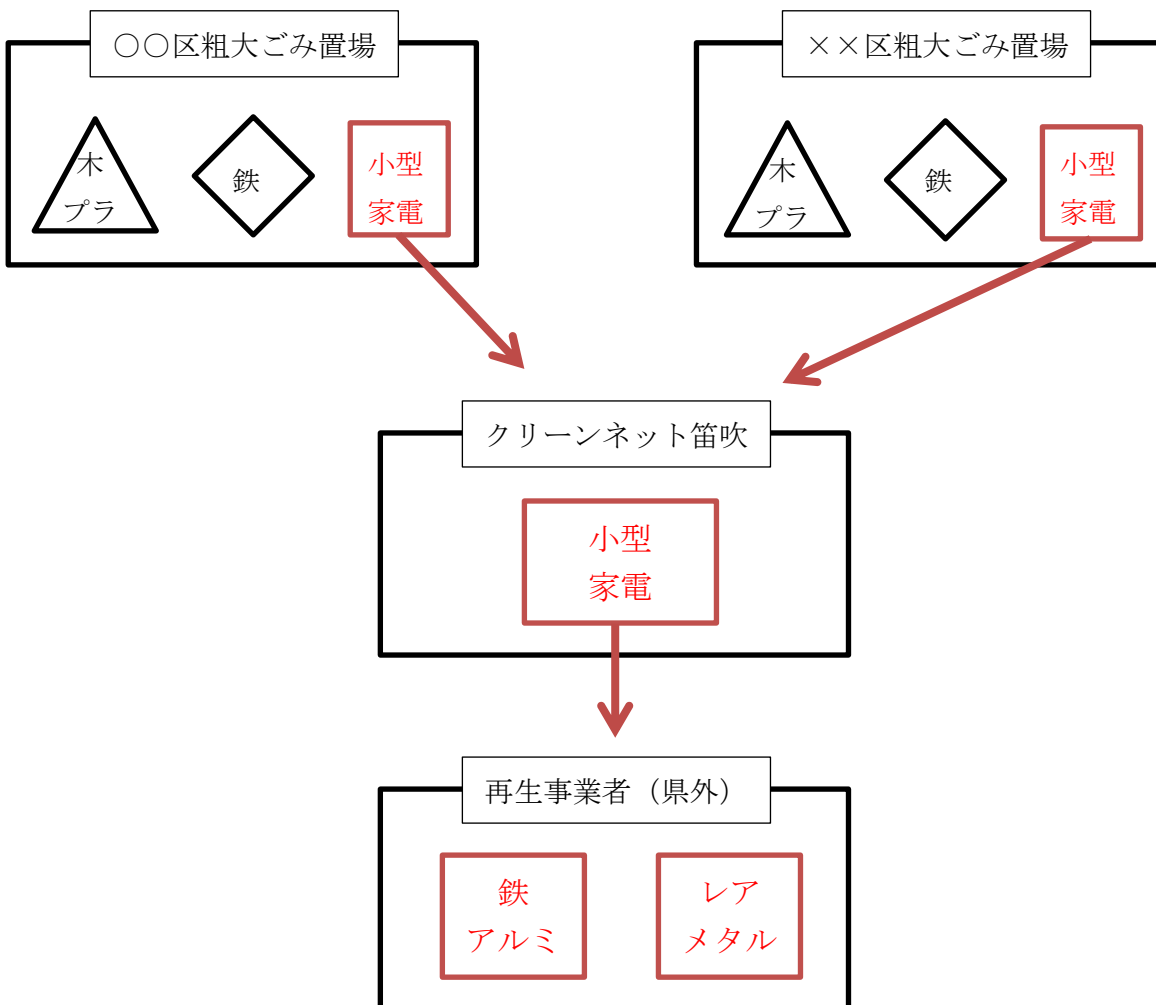 ○○区粗大ごみ置場
木
プラ
鉄
小型
家電
××区粗大ごみ置場
木
プラ
鉄
小型
家電
クリーンネット笛吹
小型
家電
再生事業者（県外）
鉄
アルミ
レア
メタル